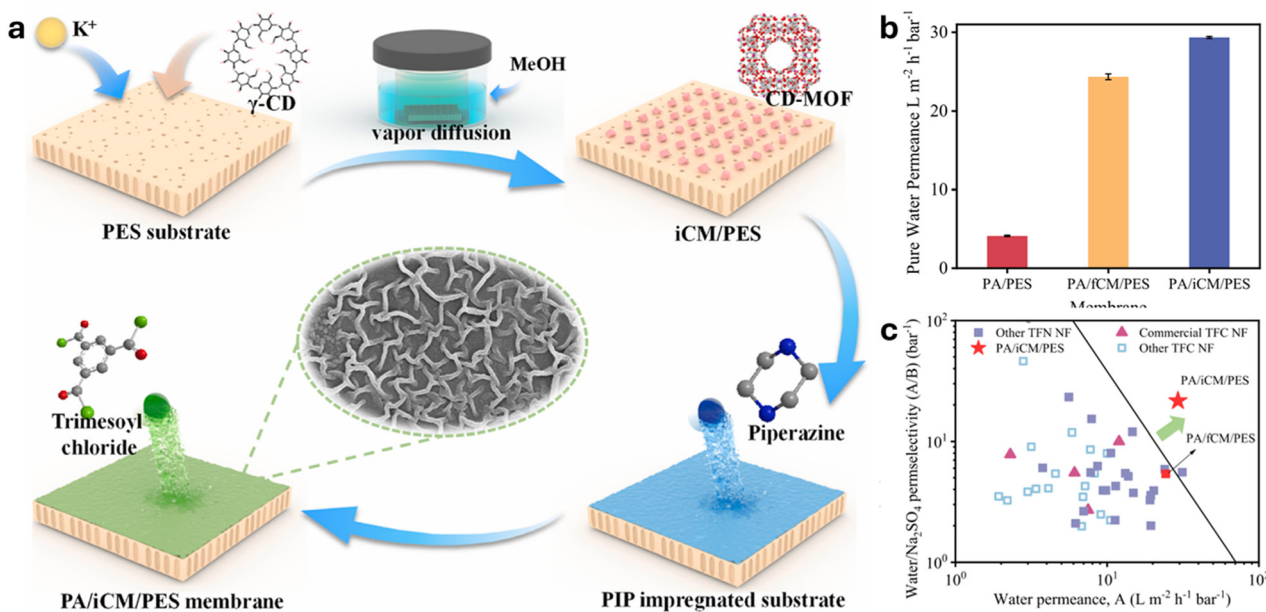 a
K+
γ-CD
MeOH
vapor diffusion
CD-MOF
PES substrate
iCM/PES
Trimesoyl
chloride
Piperazine
PA/iCM/PES membrane
PIP impregnated substrate
b
Pure Water Permeance L m-2 h-1 bar-1
30
20
10
0
PA/PES PA/fCM/PES PA/iCM/PES
Membrane
c
Water/Na2SO4 permselectivity (A/B) (bar-1)
10²
10¹
10⁰
Other TFN NF
Commercial TFC NF
PA/iCM/PES
Other TFC NF
PA/iCM/PES
PA/fCM/PES
10⁰ 10¹ 10²
Water permeance, A (L m-2 h-1 bar-1)